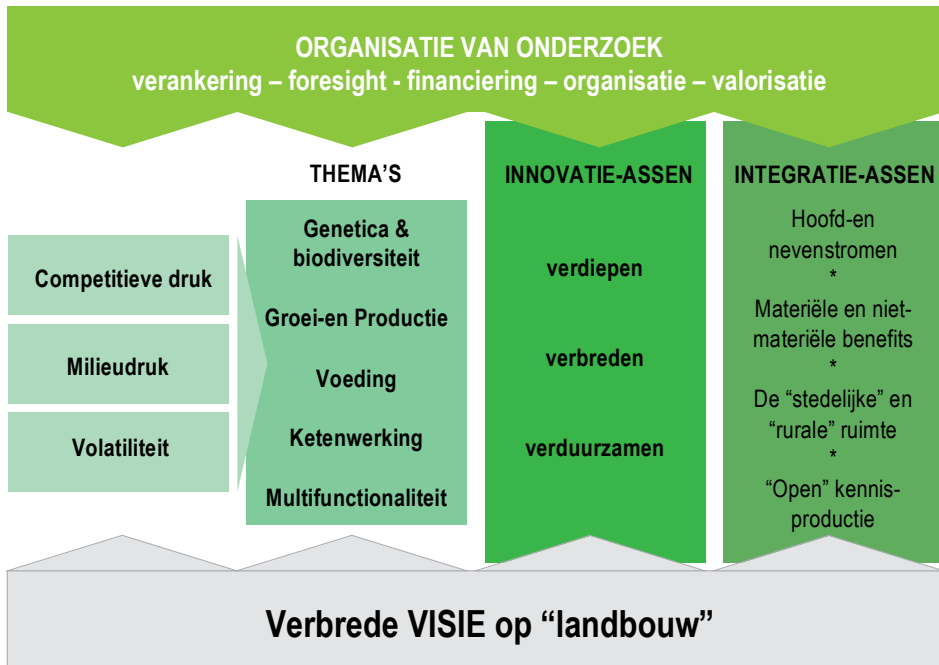 ORGANISATIE VAN ONDERZOEK
verankering – foresight - financiering – organisatie – valorisatie
Competitieve druk
Milieudruk
Volatiliteit
THEMA’S
Genetica &
biodiversiteit
Groei-en Productie
Voeding
Ketenwerking
Multifunctionaliteit
INNOVATIE-ASSEN
verdiepen
verbreden
verduurzamen
INTEGRATIE-ASSEN
Hoofd-en
nevenstromen
*
Materiële en niet-
materiële benefits
*
De “stedelijke” en
“rurale” ruimte
*
“Open” kennis-
productie
Verbrede VISIE op “landbouw”